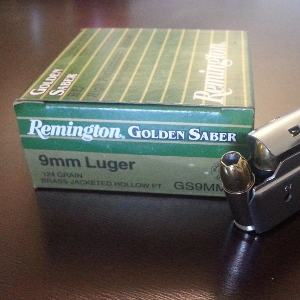 GOLDEN SABER
Remington
Remington GOLDEN SABER
9mm Luger
124 GRAIN
BRASS JACKETED HOLLOW PT
GS9MM